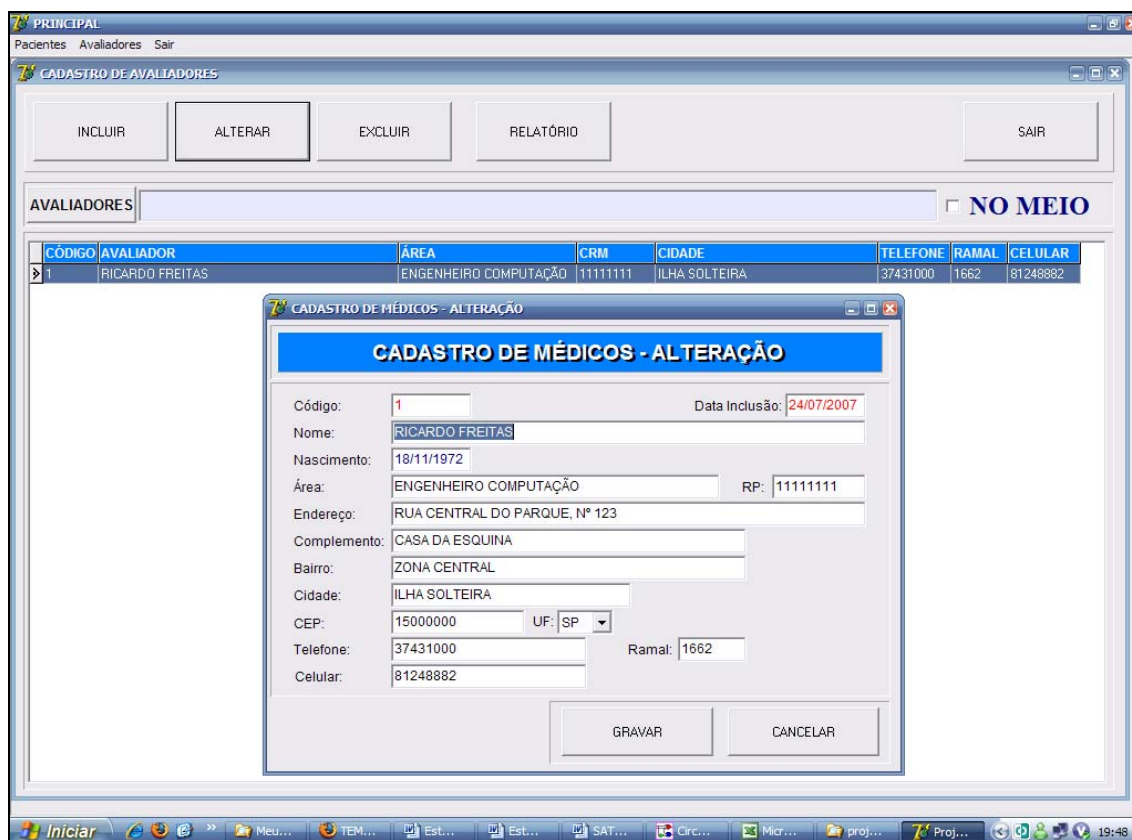 PRINCIPAL
Pacientes Avaliadores Sair
CADASTRO DE AVALIADORES
INCLUIR ALTERAR EXCLUIR RELATÓRIO SAIR
AVALIADORES NO MEIO
CÓDIGO AVALIADOR ÁREA CRM CIDADE TELEFONE RAMAL CELULAR
1 RICARDO FREITAS ENGENHEIRO COMPUTAÇÃO 11111111 ILHA SOLTEIRA 37431000 1662 81248882
CADASTRO DE MÉDICOS - ALTERAÇÃO
CADASTRO DE MÉDICOS - ALTERAÇÃO
Código: 1 Data Inclusão: 24/07/2007
Nome: RICARDO FREITAS
Nascimento: 18/11/1972
Área: ENGENHEIRO COMPUTAÇÃO RP: 11111111
Endereço: RUA CENTRAL DO PARQUE, Nº 123
Complemento: CASA DA ESQUINA
Bairro: ZONA CENTRAL
Cidade: ILHA SOLTEIRA
CEP: 15000000 UF: SP
Telefone: 37431000 Ramal: 1662
Celular: 81248882
GRAVAR CANCELAR
Iniciar » Meu... TEM... Est... Est... SAT... Circ... Micr... proj... Proj... 19:48